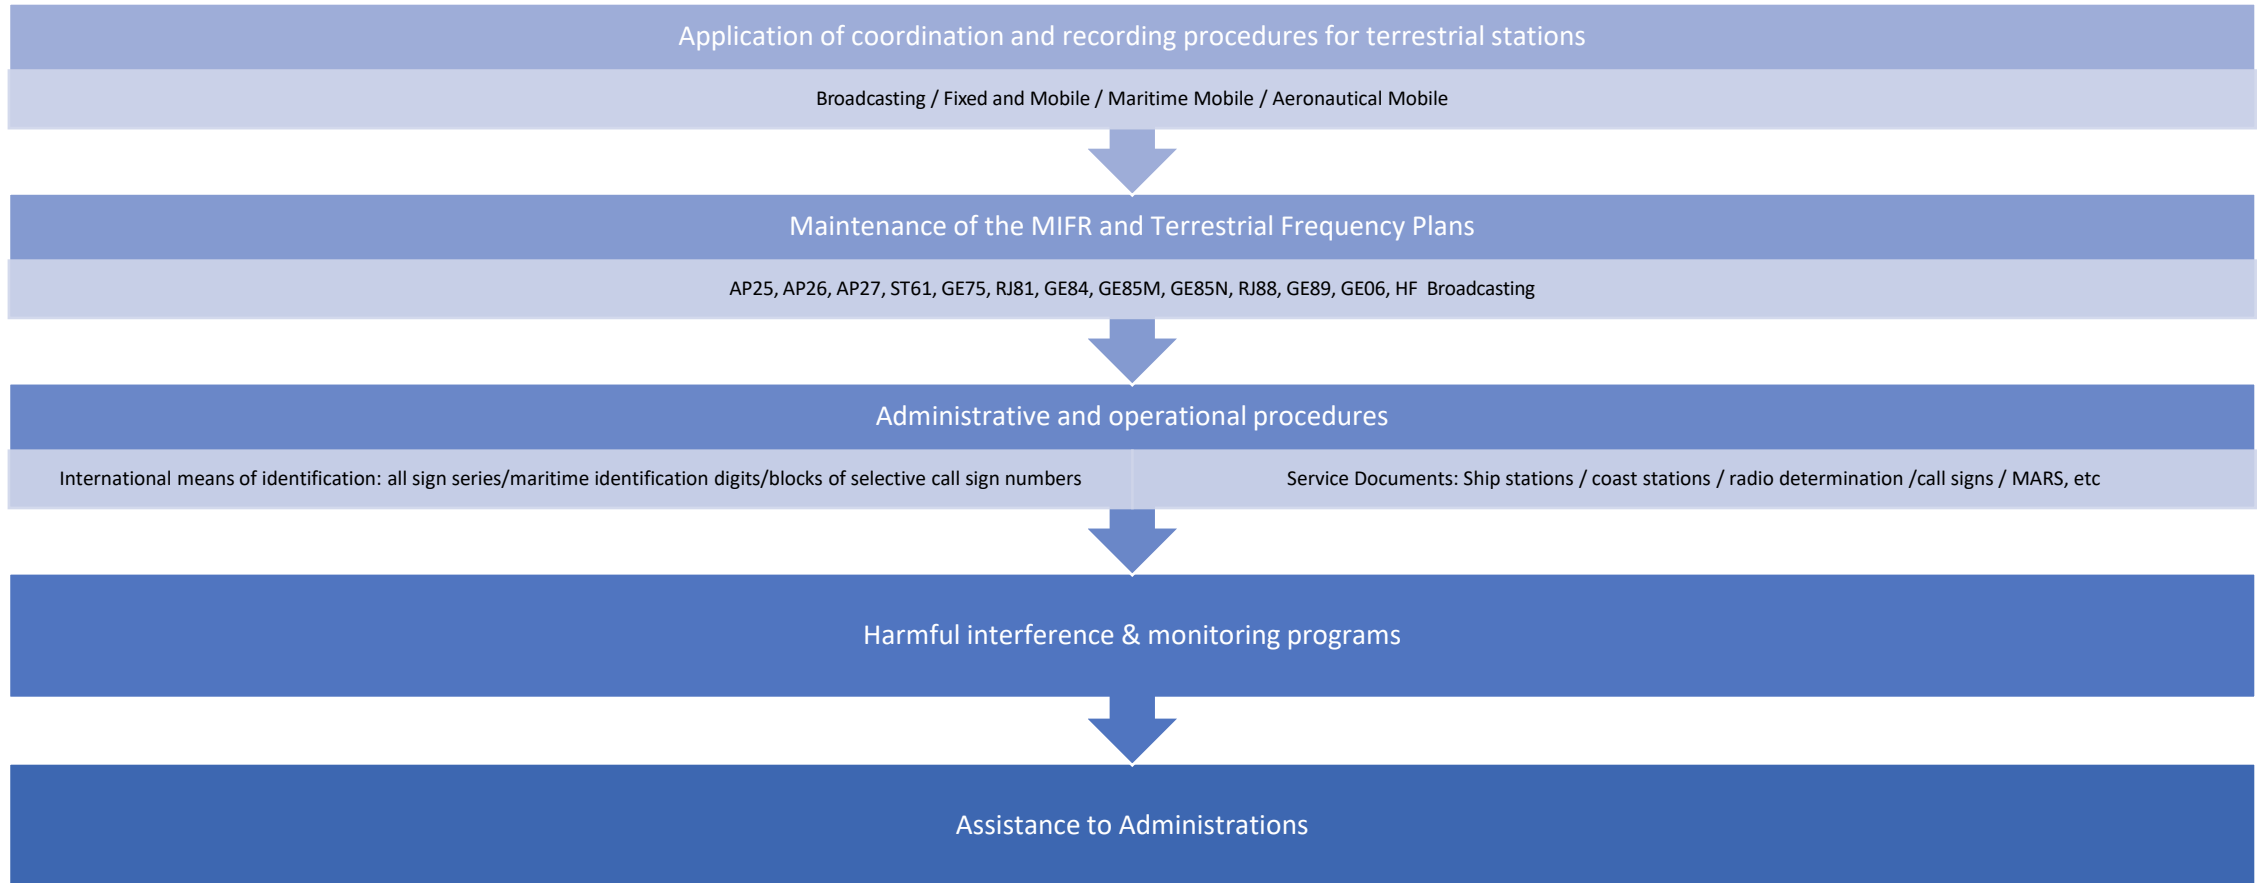 Application of coordination and recording procedures for terrestrial stations
Broadcasting / Fixed and Mobile / Maritime Mobile / Aeronautical Mobile
Maintenance of the MIFR and Terrestrial Frequency Plans
AP25, AP26, AP27, ST61, GE75, RJ81, GE84, GE85M, GE85N, RJ88, GE89, GE06, HF  Broadcasting
Administrative and operational procedures
International means of identification: all sign series/maritime identification digits/blocks of selective call sign numbers
Service Documents: Ship stations / coast stations / radio determination /call signs / MARS, etc
Harmful interference & monitoring programs
Assistance to Administrations